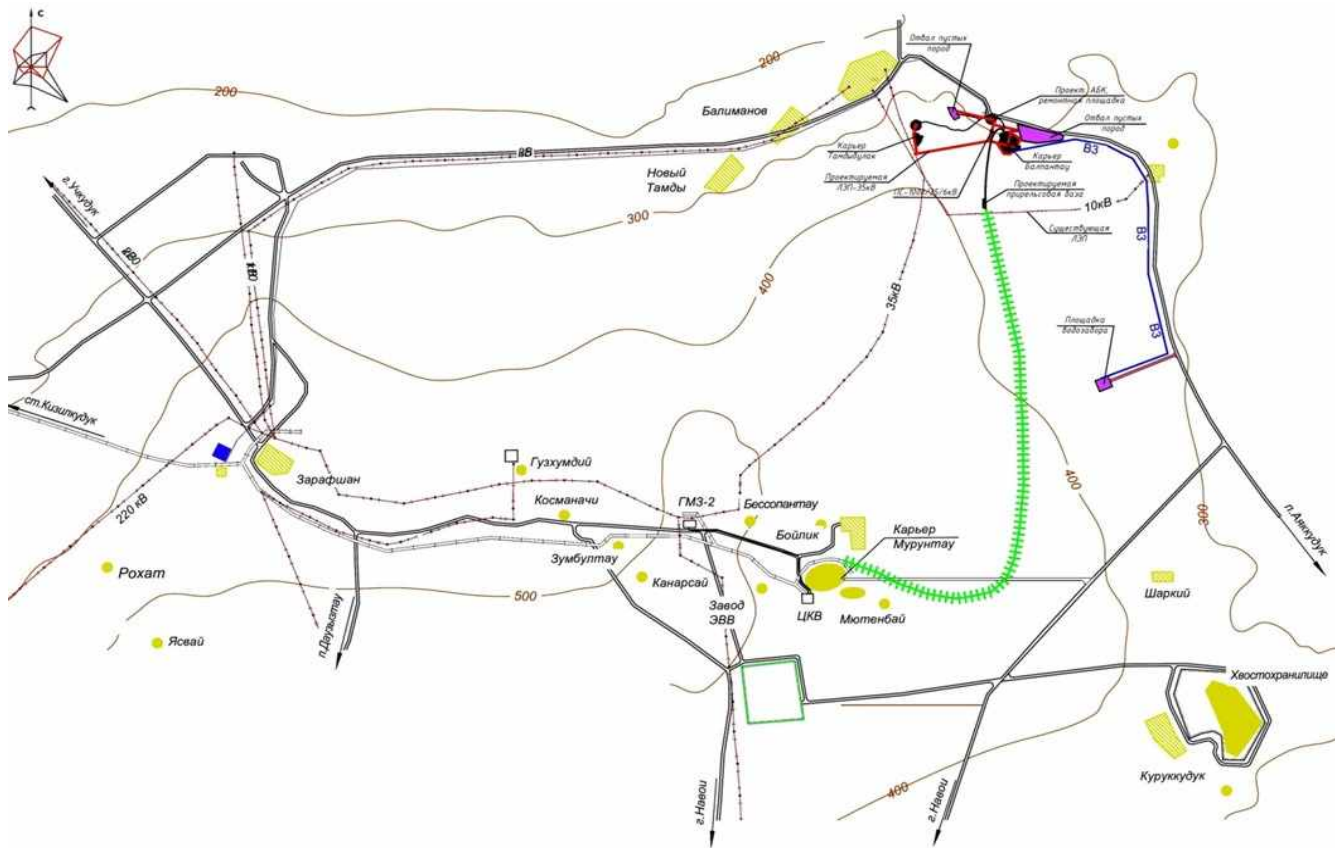 с
200
200
Отвал пустых
пород
Проект. АБК,
ремонтная площадка
Отвал пустых
пород
Балиманов
Карьер
Тамдыбулак
Карьер
Балпантау
В3
Новый
Тамды
Проектируемая
ЛЭП-35кВ
Проектируемая
прирельсовая база
г.Учкудук
300
10кВ
Существующая
ЛЭП
В3
400
35кВ
Площадка
водозабора
В3
ст.Кизилкудук
Зарафшан
Гузхумдий
400
300
220 кВ
Косманачи
ГМЗ-2
Бессопантау
Бойлик
Карьер
Мурунтау
п.Аяккудук
Зумбултау
Рохат
Канарсай
500
Завод
ЭВВ
ЦКВ
Мютенбай
Шаркий
Ясвай
п.Даугызтау
Хвостохранилище
Куруккудук
400
г.Навои
г.Навои